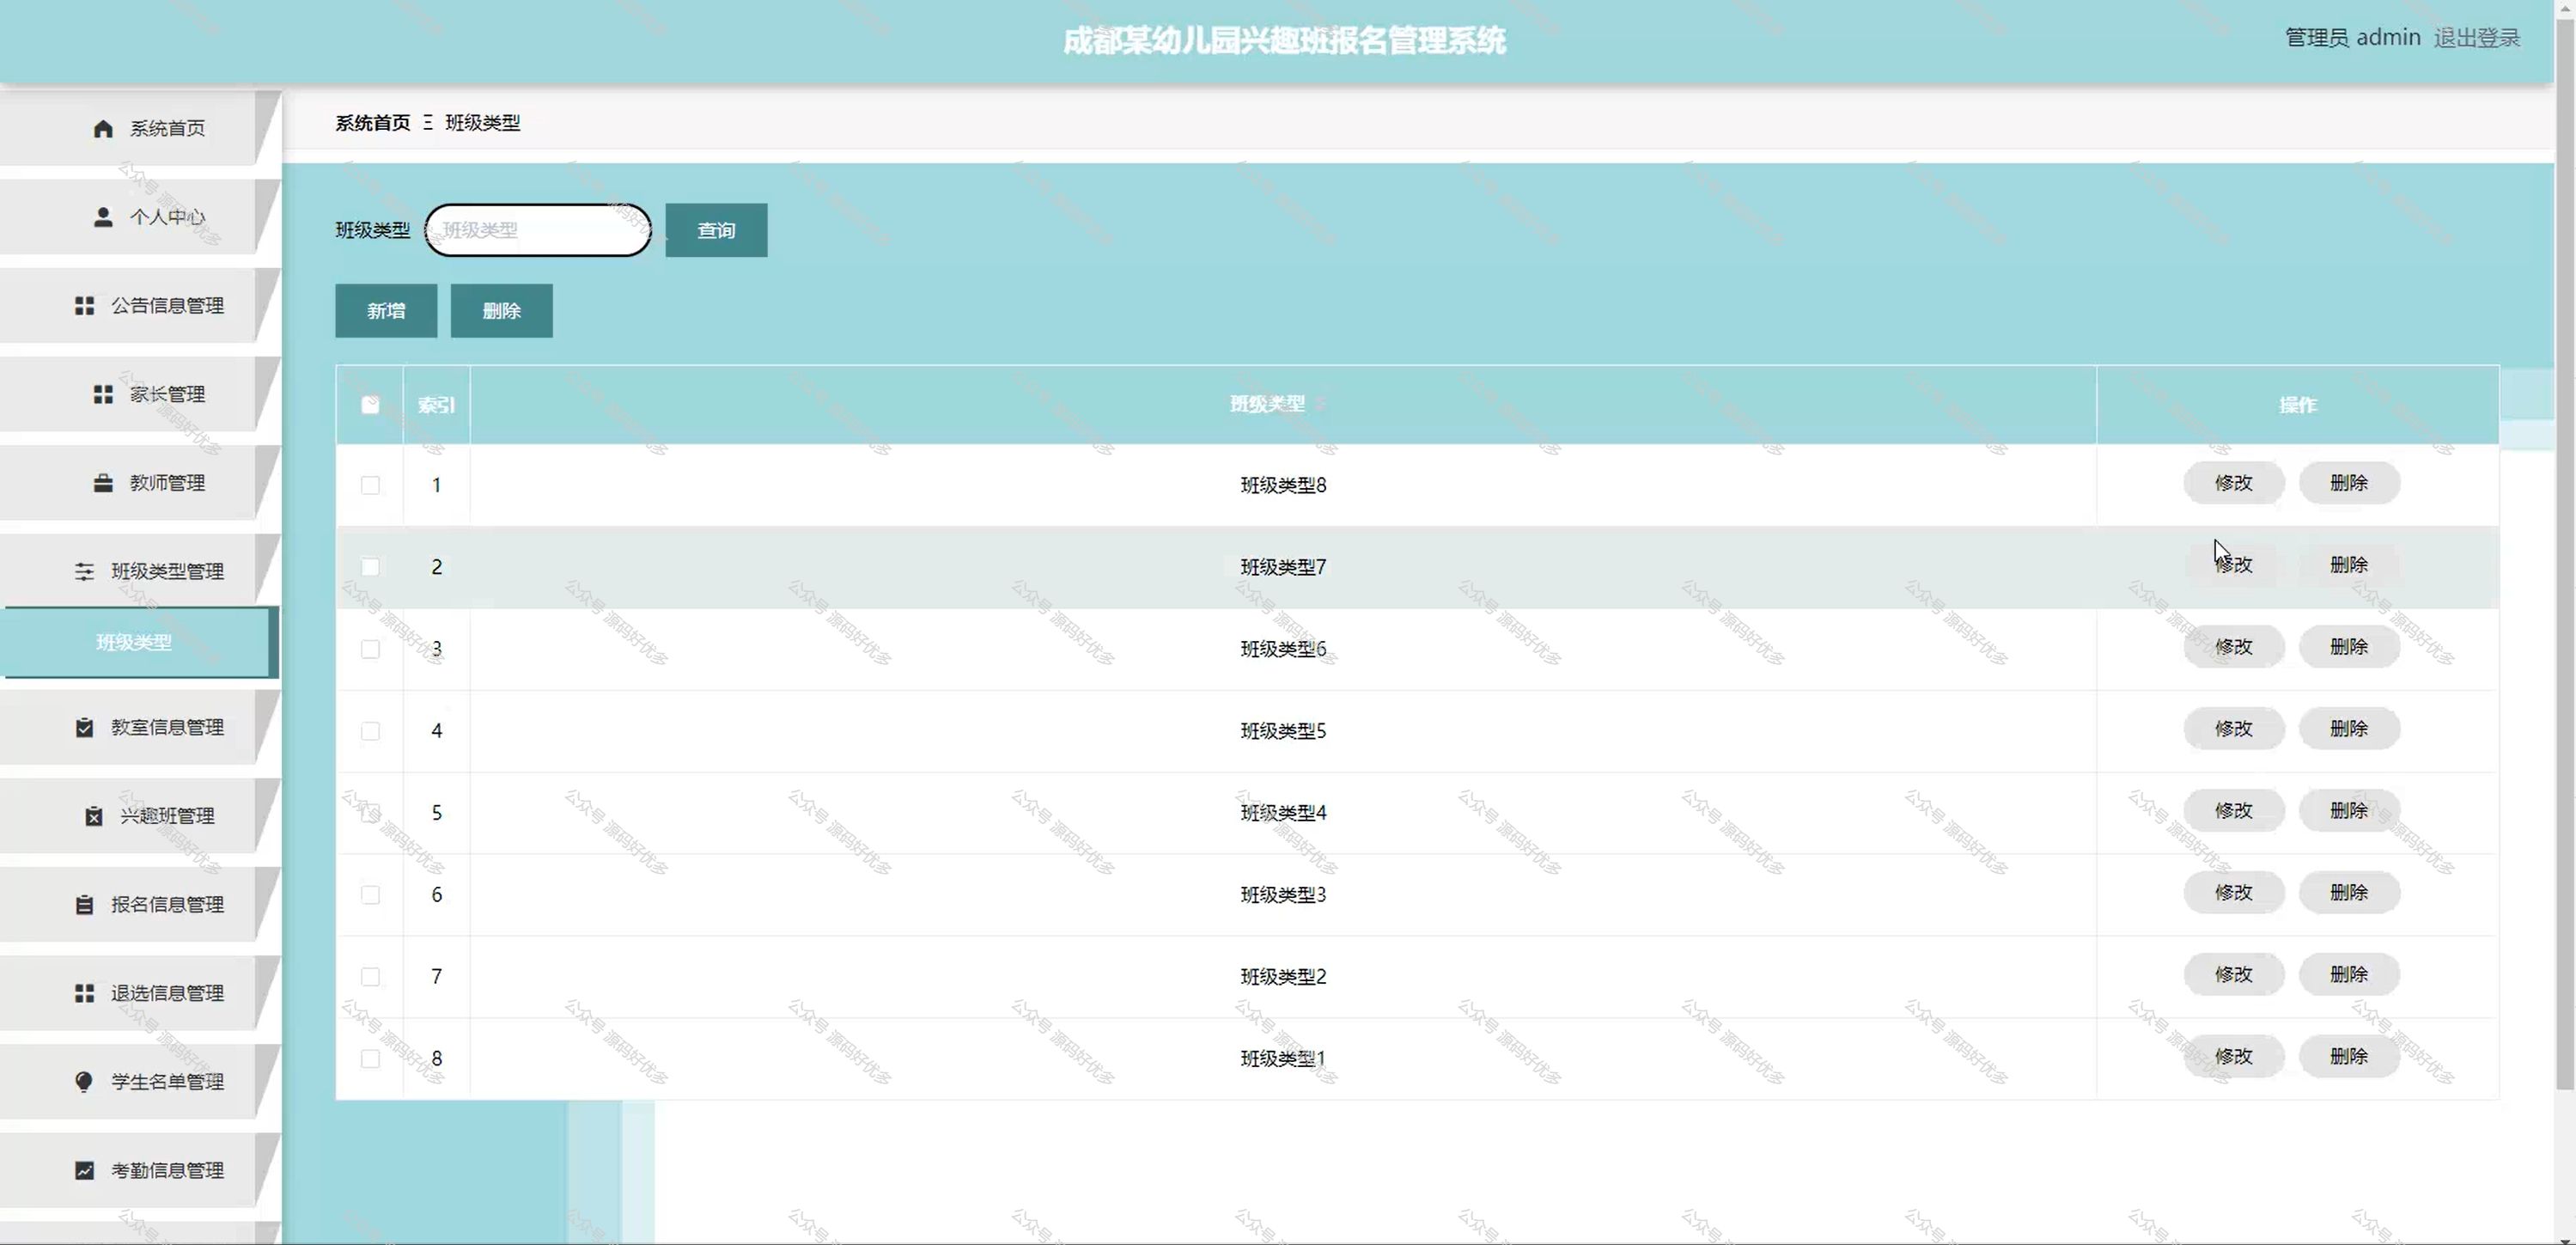 成都某幼儿园兴趣班报名管理系统
管理员 admin 退出登录
系统首页
个人中心
公告信息管理
家长管理
教师管理
班级类型管理
班级类型
教室信息管理
兴趣班管理
报名信息管理
退选信息管理
学生名单管理
考勤信息管理
系统首页 Ξ 班级类型
班级类型 班级类型 查询
新增 删除
索引 班级类型 操作
1 班级类型8 修改 删除
2 班级类型7 修改 删除
3 班级类型6 修改 删除
4 班级类型5 修改 删除
5 班级类型4 修改 删除
6 班级类型3 修改 删除
7 班级类型2 修改 删除
8 班级类型1 修改 删除
公众号 源码好优多